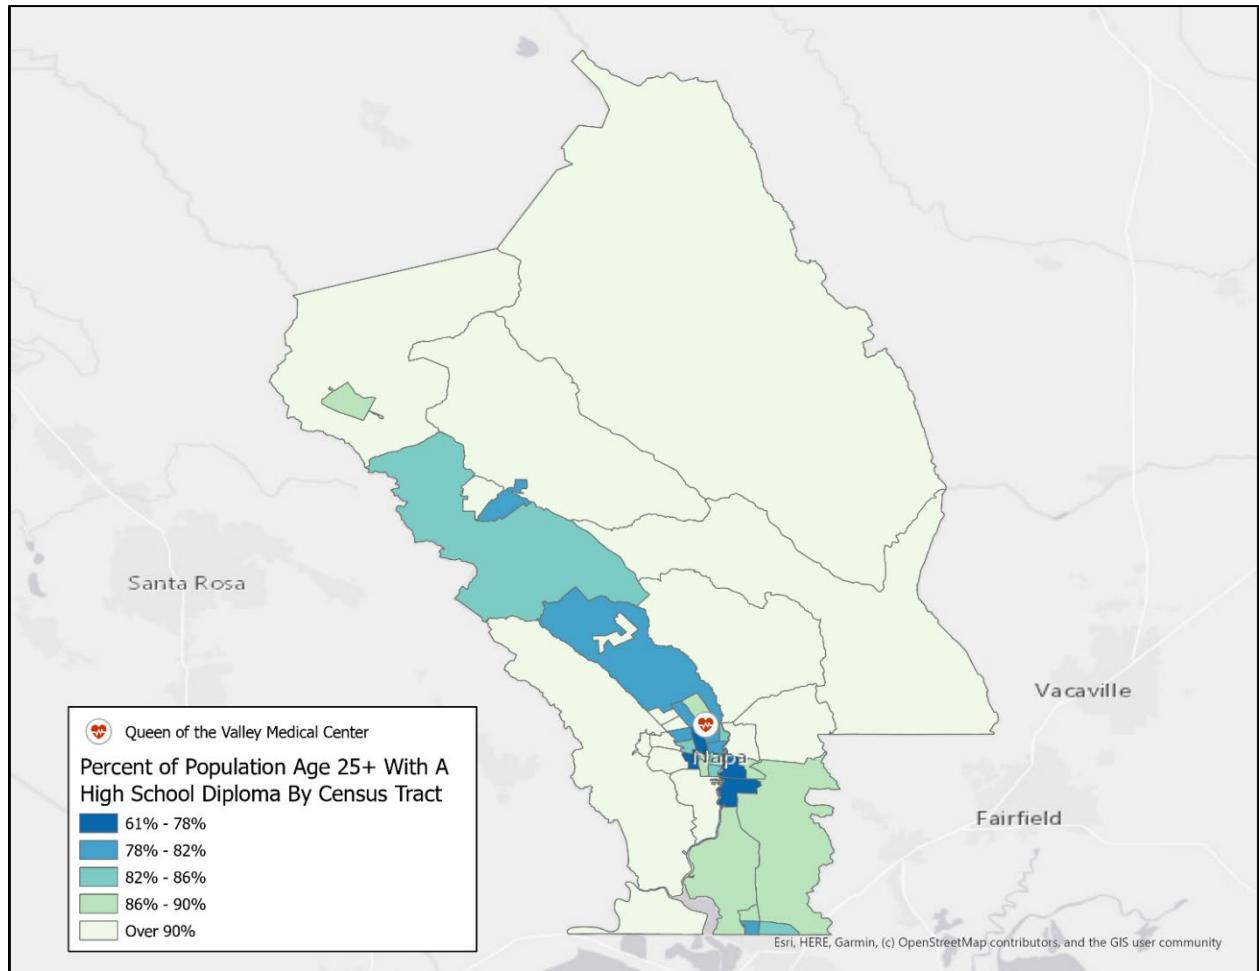 Santa Rosa
Vacaville
Napa
Fairfield
Queen of the Valley Medical Center
Percent of Population Age 25+ With A
High School Diploma By Census Tract
61% - 78%
78% - 82%
82% - 86%
86% - 90%
Over 90%
Esri, HERE, Garmin, (c) OpenStreetMap contributors, and the GIS user community